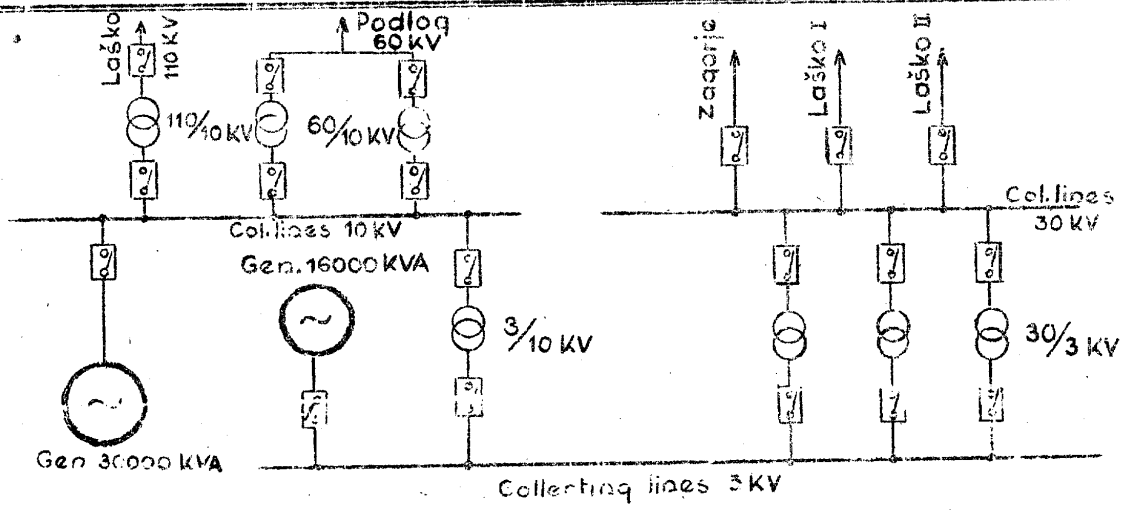 Laško
110 KV
Podlog
60 KV
110/10 KV
60/10 KV
Zagorje
Laško I
Laško II
Col.lines 10 KV
Col.lines
30 KV
Gen. 16000 KVA
3/10 KV
30/3 KV
Gen 30000 KVA
Collecting lines 3 KV